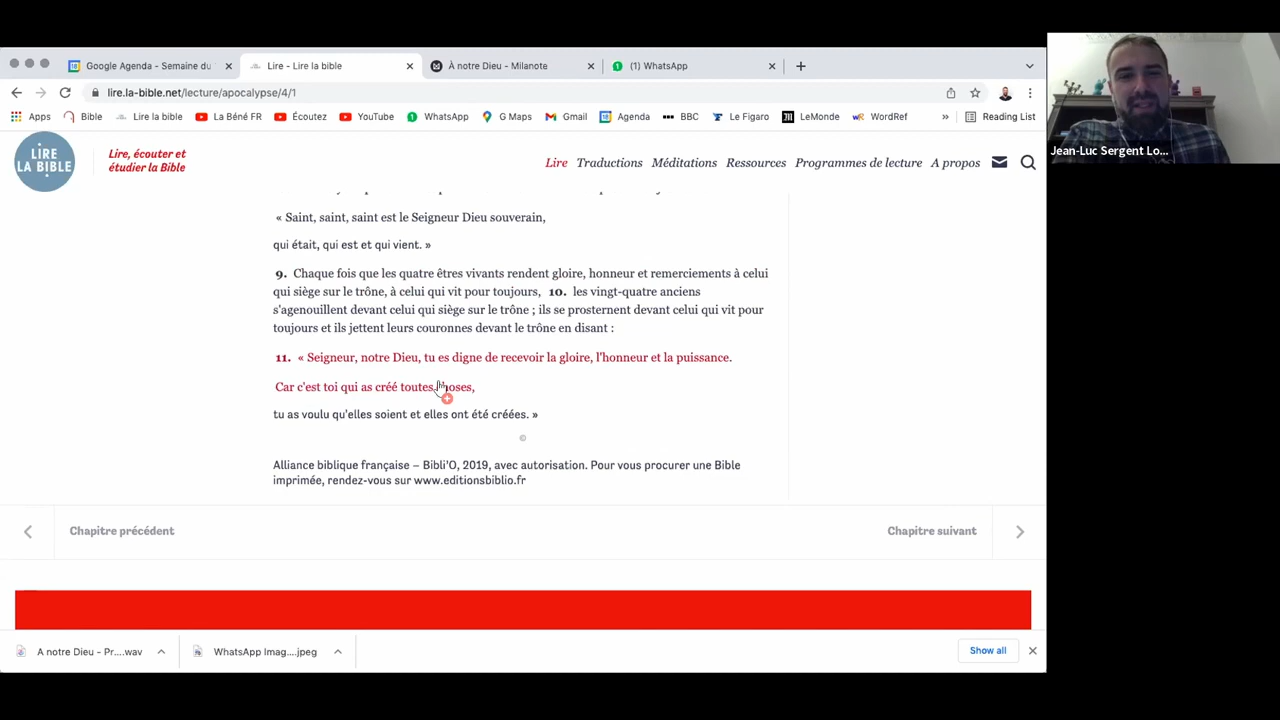 Google Agenda - Semaine du
Lire - Lire la bible
À notre Dieu - Milanote
(1) WhatsApp
lire.la-bible.net/lecture/apocalypse/4/1
Apps
Bible
Lire la bible
La Béné FR
Écoutez
YouTube
WhatsApp
G Maps
Gmail
Agenda
BBC
Le Figaro
LeMonde
WordRef
»
Reading List
LIRE
LA BIBLE
Lire, écouter et
étudier la Bible
Lire
Traductions
Méditations
Ressources
Programmes de lecture
A propos
Jean-Luc Sergent Lo...
« Saint, saint, saint est le Seigneur Dieu souverain,
qui était, qui est et qui vient. »
9. Chaque fois que les quatre êtres vivants rendent gloire, honneur et remerciements à celui
qui siège sur le trône, à celui qui vit pour toujours, 10. les vingt-quatre anciens
s'agenouillent devant celui qui siège sur le trône ; ils se prosternent devant celui qui vit pour
toujours et ils jettent leurs couronnes devant le trône en disant :
11. « Seigneur, notre Dieu, tu es digne de recevoir la gloire, l'honneur et la puissance.
Car c'est toi qui as créé toutes choses,
tu as voulu qu'elles soient et elles ont été créées. »
©
Alliance biblique française – Bibli'O, 2019, avec autorisation. Pour vous procurer une Bible
imprimée, rendez-vous sur www.editionsbiblio.fr
Chapitre précédent
Chapitre suivant
A notre Dieu - Pr....wav
WhatsApp Imag....jpeg
Show all